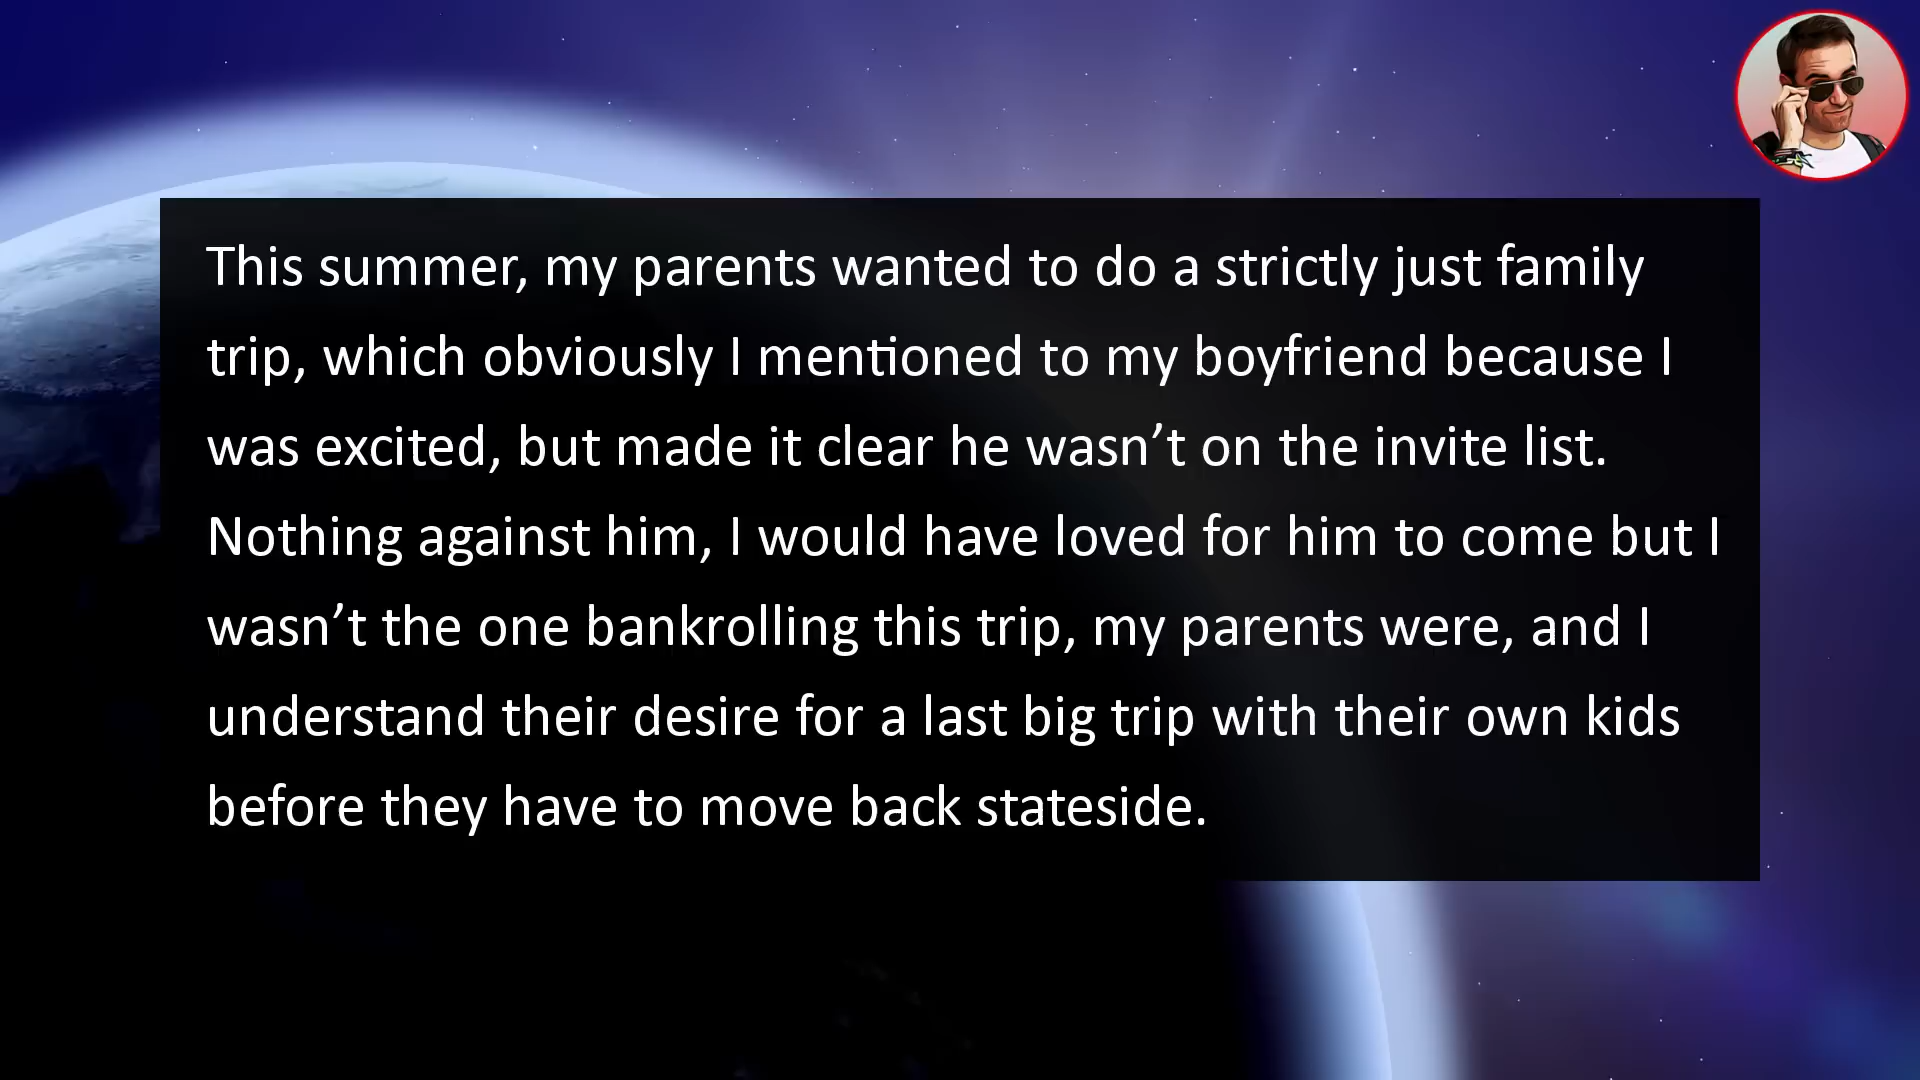 This summer, my parents wanted to do a strictly just family
trip, which obviously I mentioned to my boyfriend because I
was excited, but made it clear he wasn’t on the invite list.
Nothing against him, I would have loved for him to come but I
wasn’t the one bankrolling this trip, my parents were, and I
understand their desire for a last big trip with their own kids
before they have to move back stateside.